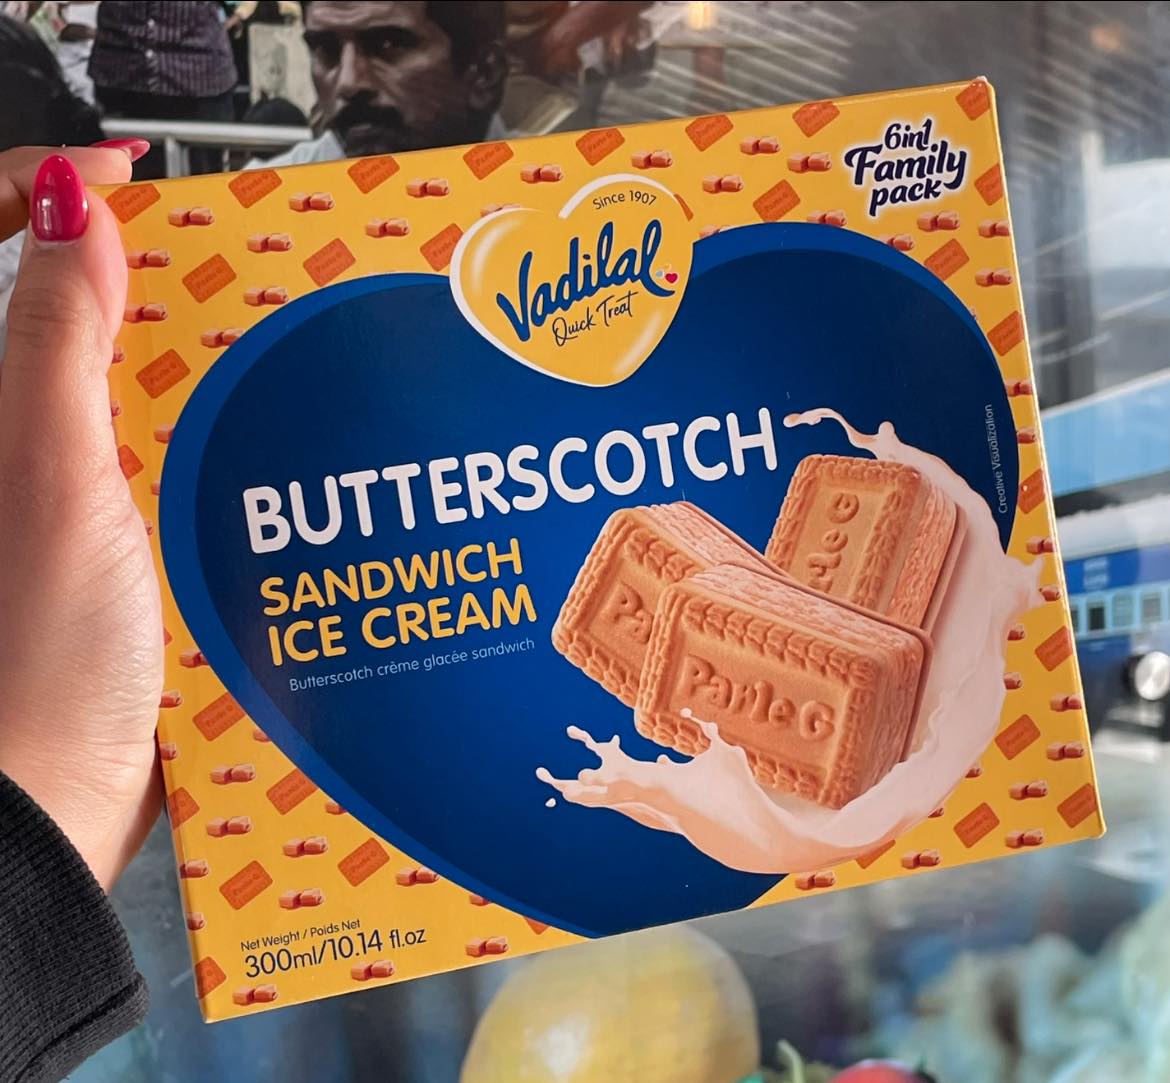 6in1
Family
pack
Since 1907
Vadilal
Quick Treat
BUTTERSCOTCH
SANDWICH
ICE CREAM
Butterscotch crème glacée sandwich
Creative Visualization
Parle G
Net Weight / Poids Net
300ml/10.14 fl.oz